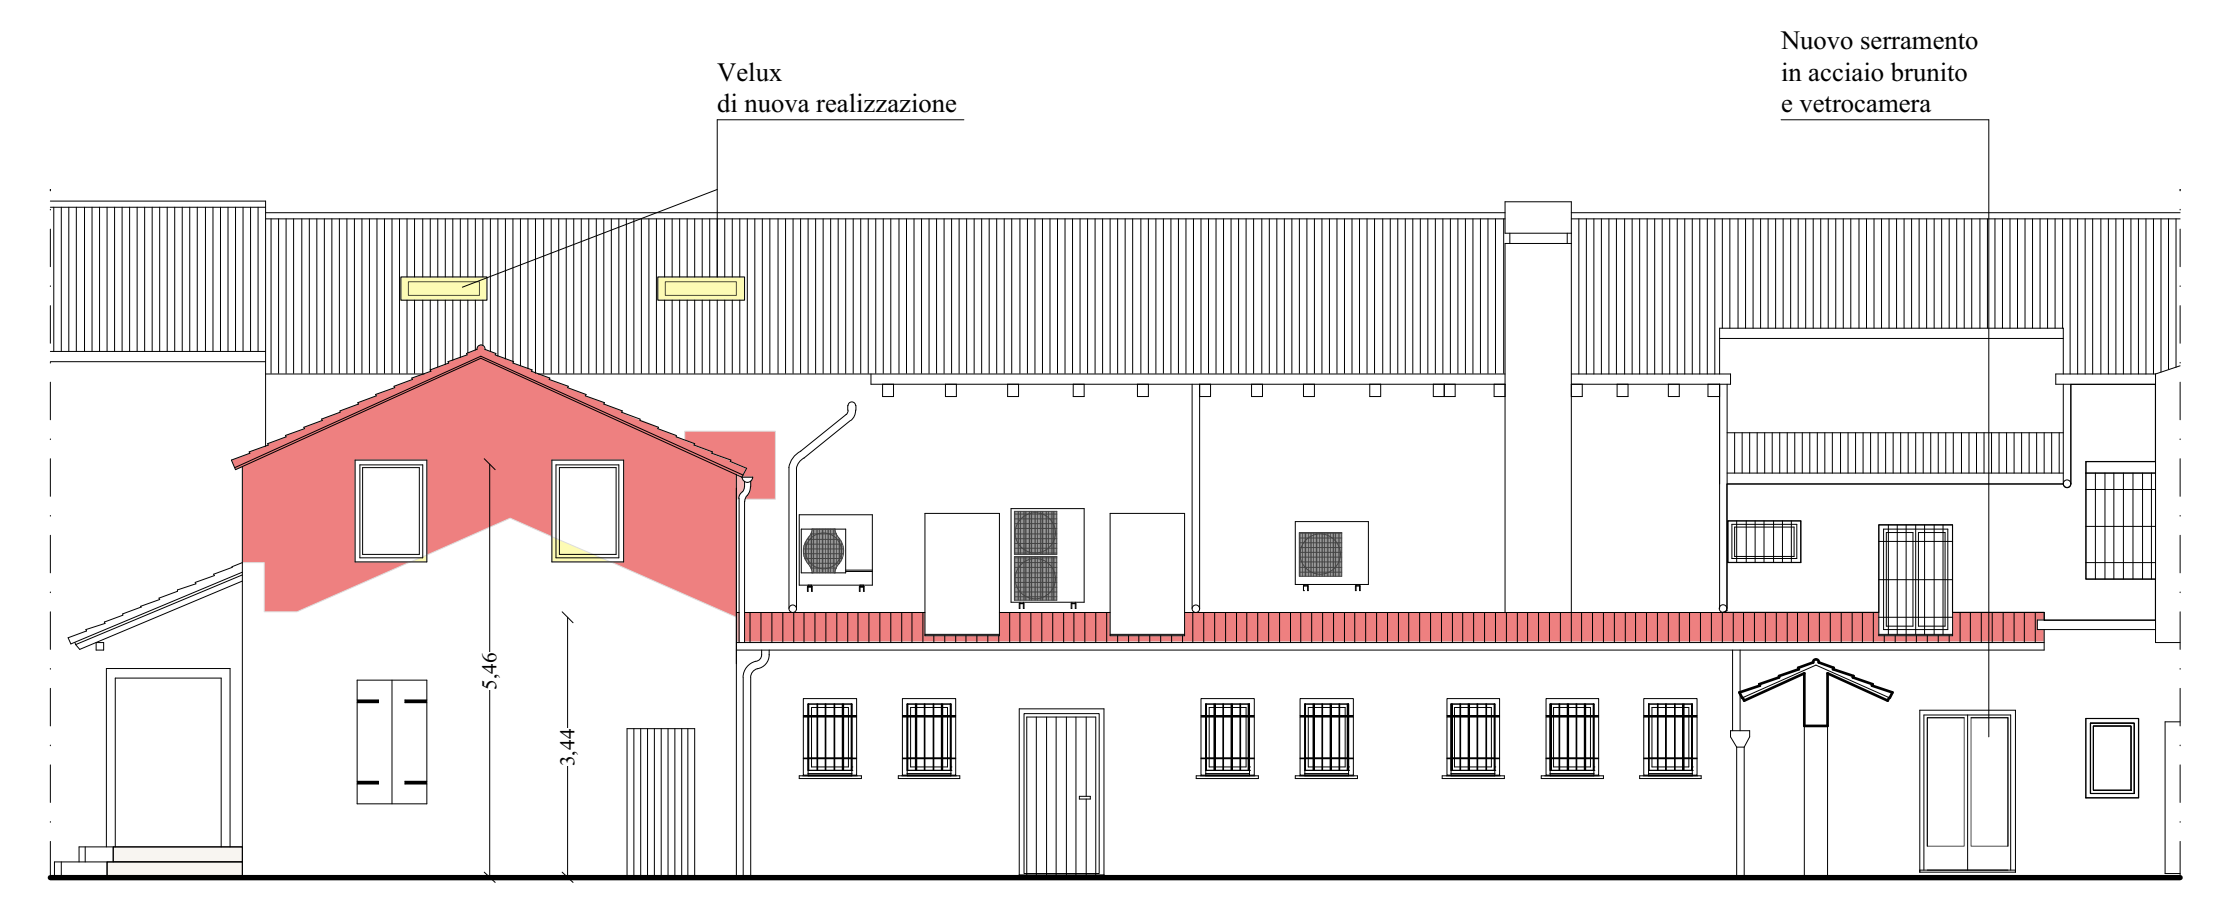 Nuovo serramento
in acciaio brunito
e vetrocamera
Velux
di nuova realizzazione
5,46
3,44